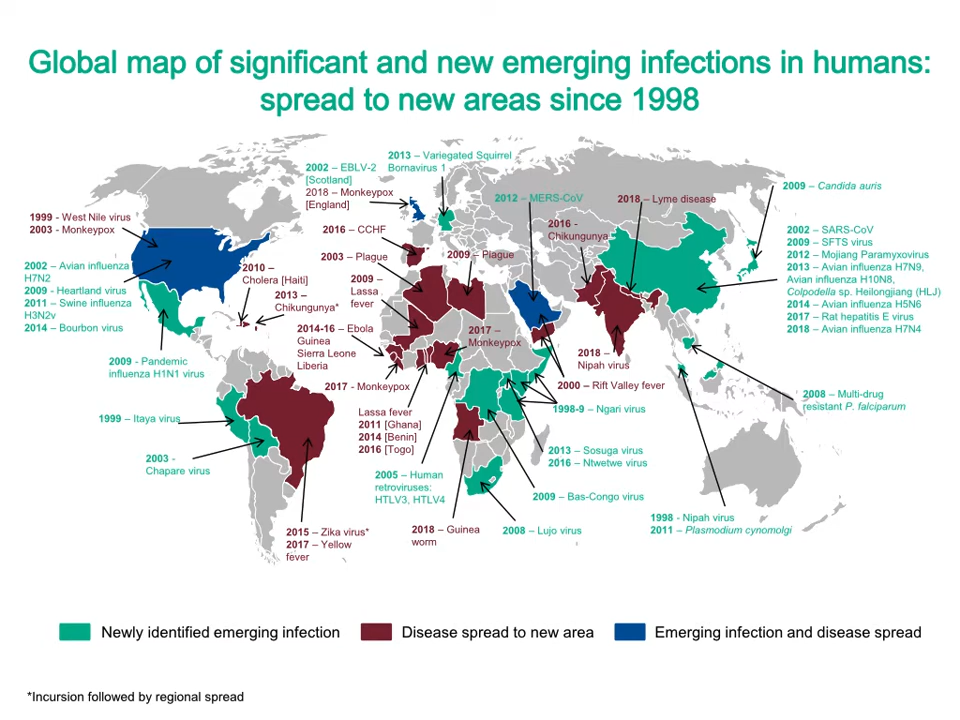 Global map of significant and new emerging infections in humans:
spread to new areas since 1998
2013 – Variegated Squirrel
Bornavirus 1
2002 – EBLV-2
[Scotland]
2018 – Monkeypox
[England]
2012 – MERS-CoV
2018 – Lyme disease
2009 – Candida auris
1999 - West Nile virus
2003 - Monkeypox
2016 – CCHF
2016 -
Chikungunya
2002 – SARS-CoV
2009 – SFTS virus
2012 – Mojiang Paramyxovirus
2013 – Avian influenza H7N9,
Avian influenza H10N8,
Colpodella sp. Heilongjiang (HLJ)
2014 – Avian influenza H5N6
2017 – Rat hepatitis E virus
2018 – Avian influenza H7N4
2003 – Plague
2009 – Plague
2002 – Avian influenza
H7N2
2009 - Heartland virus
2011 – Swine influenza
H3N2v
2014 – Bourbon virus
2010 –
Cholera [Haiti]
2009 –
Lassa
fever
2013 –
Chikungunya*
2014-16 – Ebola
Guinea
Sierra Leone
Liberia
2017 –
Monkeypox
2018 –
Nipah virus
2009 - Pandemic
influenza H1N1 virus
2017 - Monkeypox
2000 – Rift Valley fever
2008 – Multi-drug
resistant P. falciparum
1999 – Itaya virus
Lassa fever
2011 [Ghana]
2014 [Benin]
2016 [Togo]
1998-9 – Ngari virus
2003 -
Chapare virus
2013 – Sosuga virus
2016 – Ntwetwe virus
2005 – Human
retroviruses:
HTLV3, HTLV4
2009 – Bas-Congo virus
2015 – Zika virus*
2017 – Yellow
fever
2018 – Guinea
worm
2008 – Lujo virus
1998 - Nipah virus
2011 – Plasmodium cynomolgi
Newly identified emerging infection
Disease spread to new area
Emerging infection and disease spread
*Incursion followed by regional spread